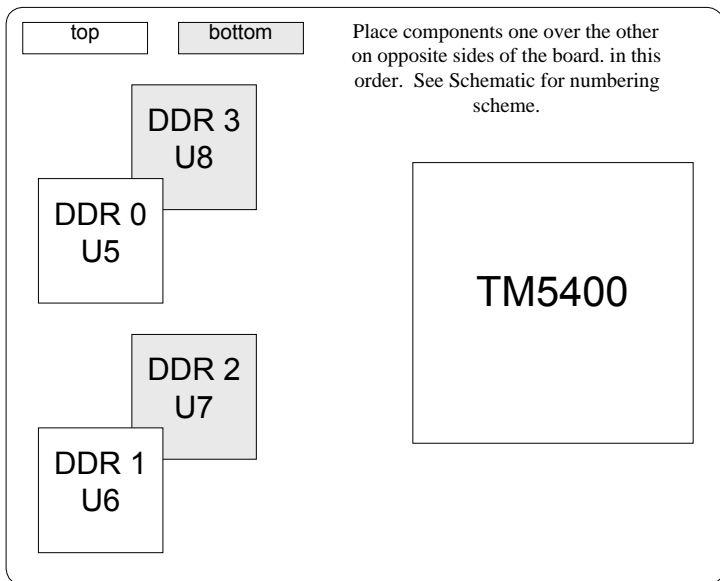 top
bottom
Place components one over the other
on opposite sides of the board. in this
order.  See Schematic for numbering
scheme.
DDR 3
U8
DDR 0
U5
TM5400
DDR 2
U7
DDR 1
U6